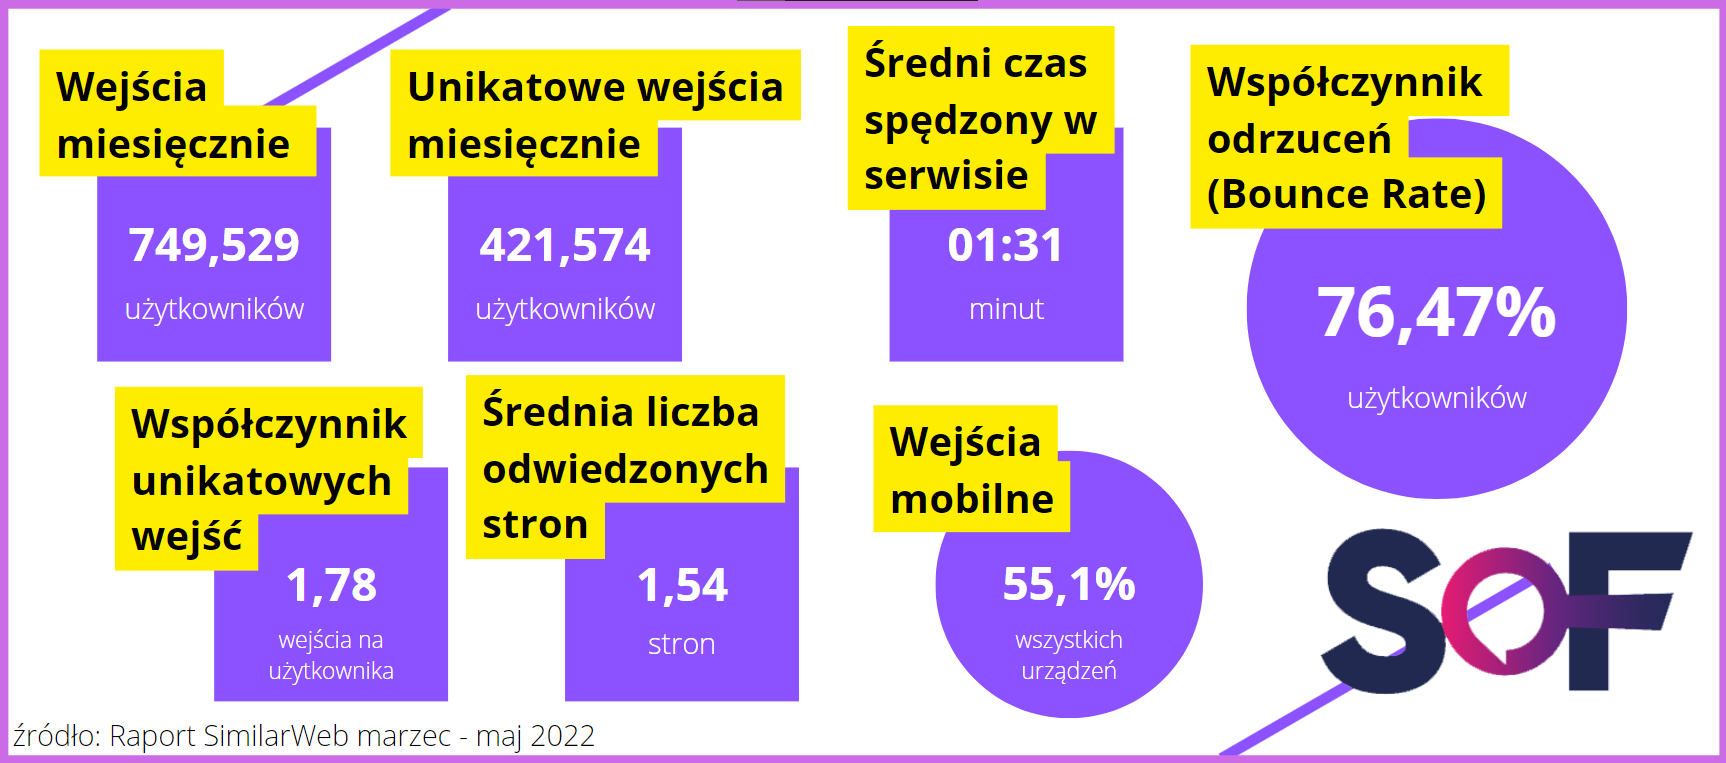 Wejścia
miesięcznie
749,529
użytkowników
Unikatowe wejścia
miesięcznie
421,574
użytkowników
Średni czas
spędzony w
serwisie
01:31
minut
Współczynnik
odrzuceń
(Bounce Rate)
76,47%
użytkowników
Współczynnik
unikatowych
wejść
1,78
wejścia na
użytkownika
Średnia liczba
odwiedzonych
stron
1,54
stron
Wejścia
mobilne
55,1%
wszystkich
urządzeń
SOF
źródło: Raport SimilarWeb marzec - maj 2022